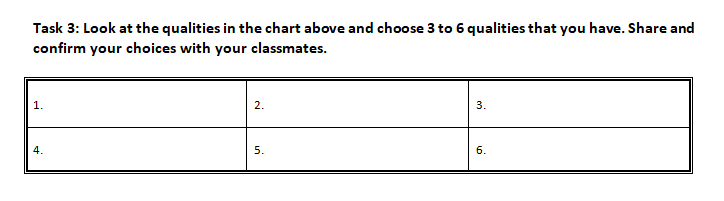 Task 3: Look at the qualities in the chart above and choose 3 to 6 qualities that you have. Share and
confirm your choices with your classmates.
1. 2. 3.
4. 5. 6.